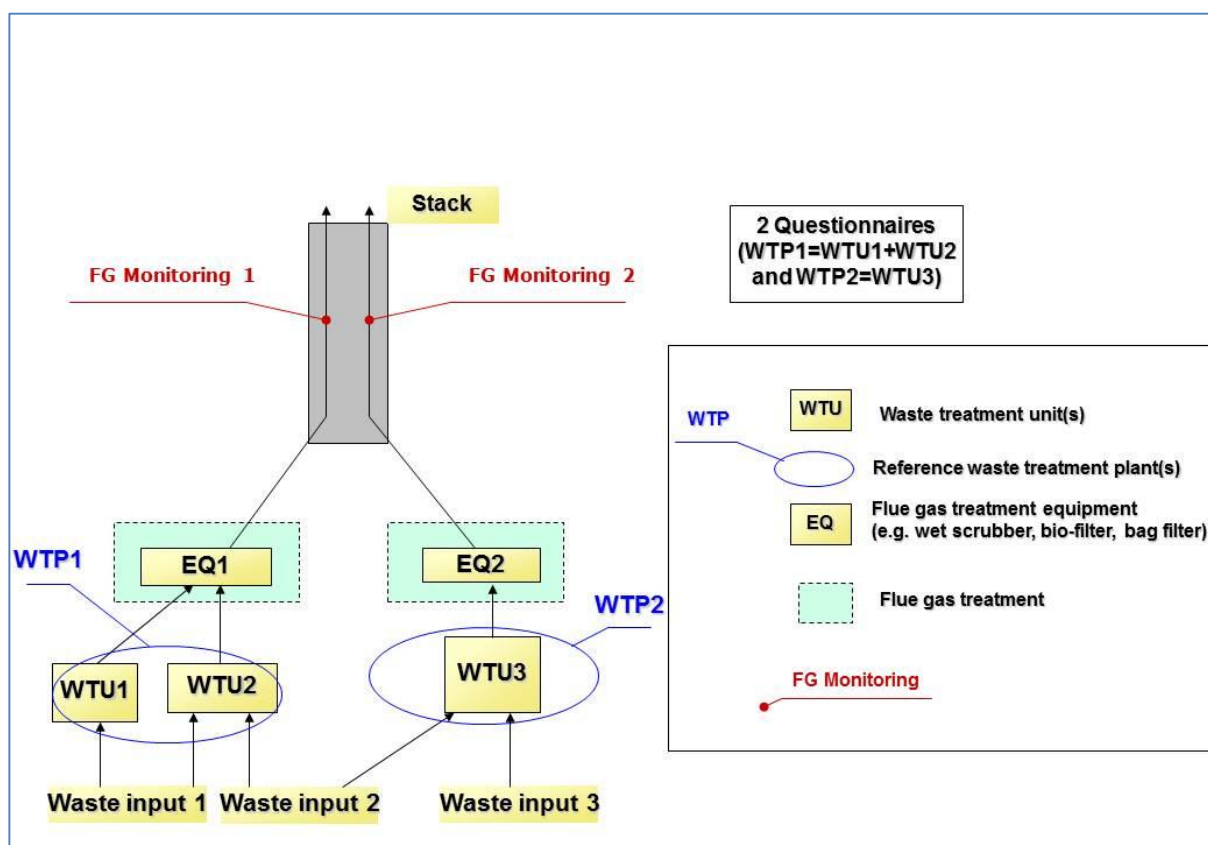 Stack
FG Monitoring 1
FG Monitoring 2
2 Questionnaires
(WTP1=WTU1+WTU2
and WTP2=WTU3)
WTP
WTU
Waste treatment unit(s)
Reference waste treatment plant(s)
EQ
Flue gas treatment equipment
(e.g. wet scrubber, bio-filter, bag filter)
Flue gas treatment
FG Monitoring
WTP1
EQ1
EQ2
WTP2
WTU1
WTU2
WTU3
Waste input 1
Waste input 2
Waste input 3